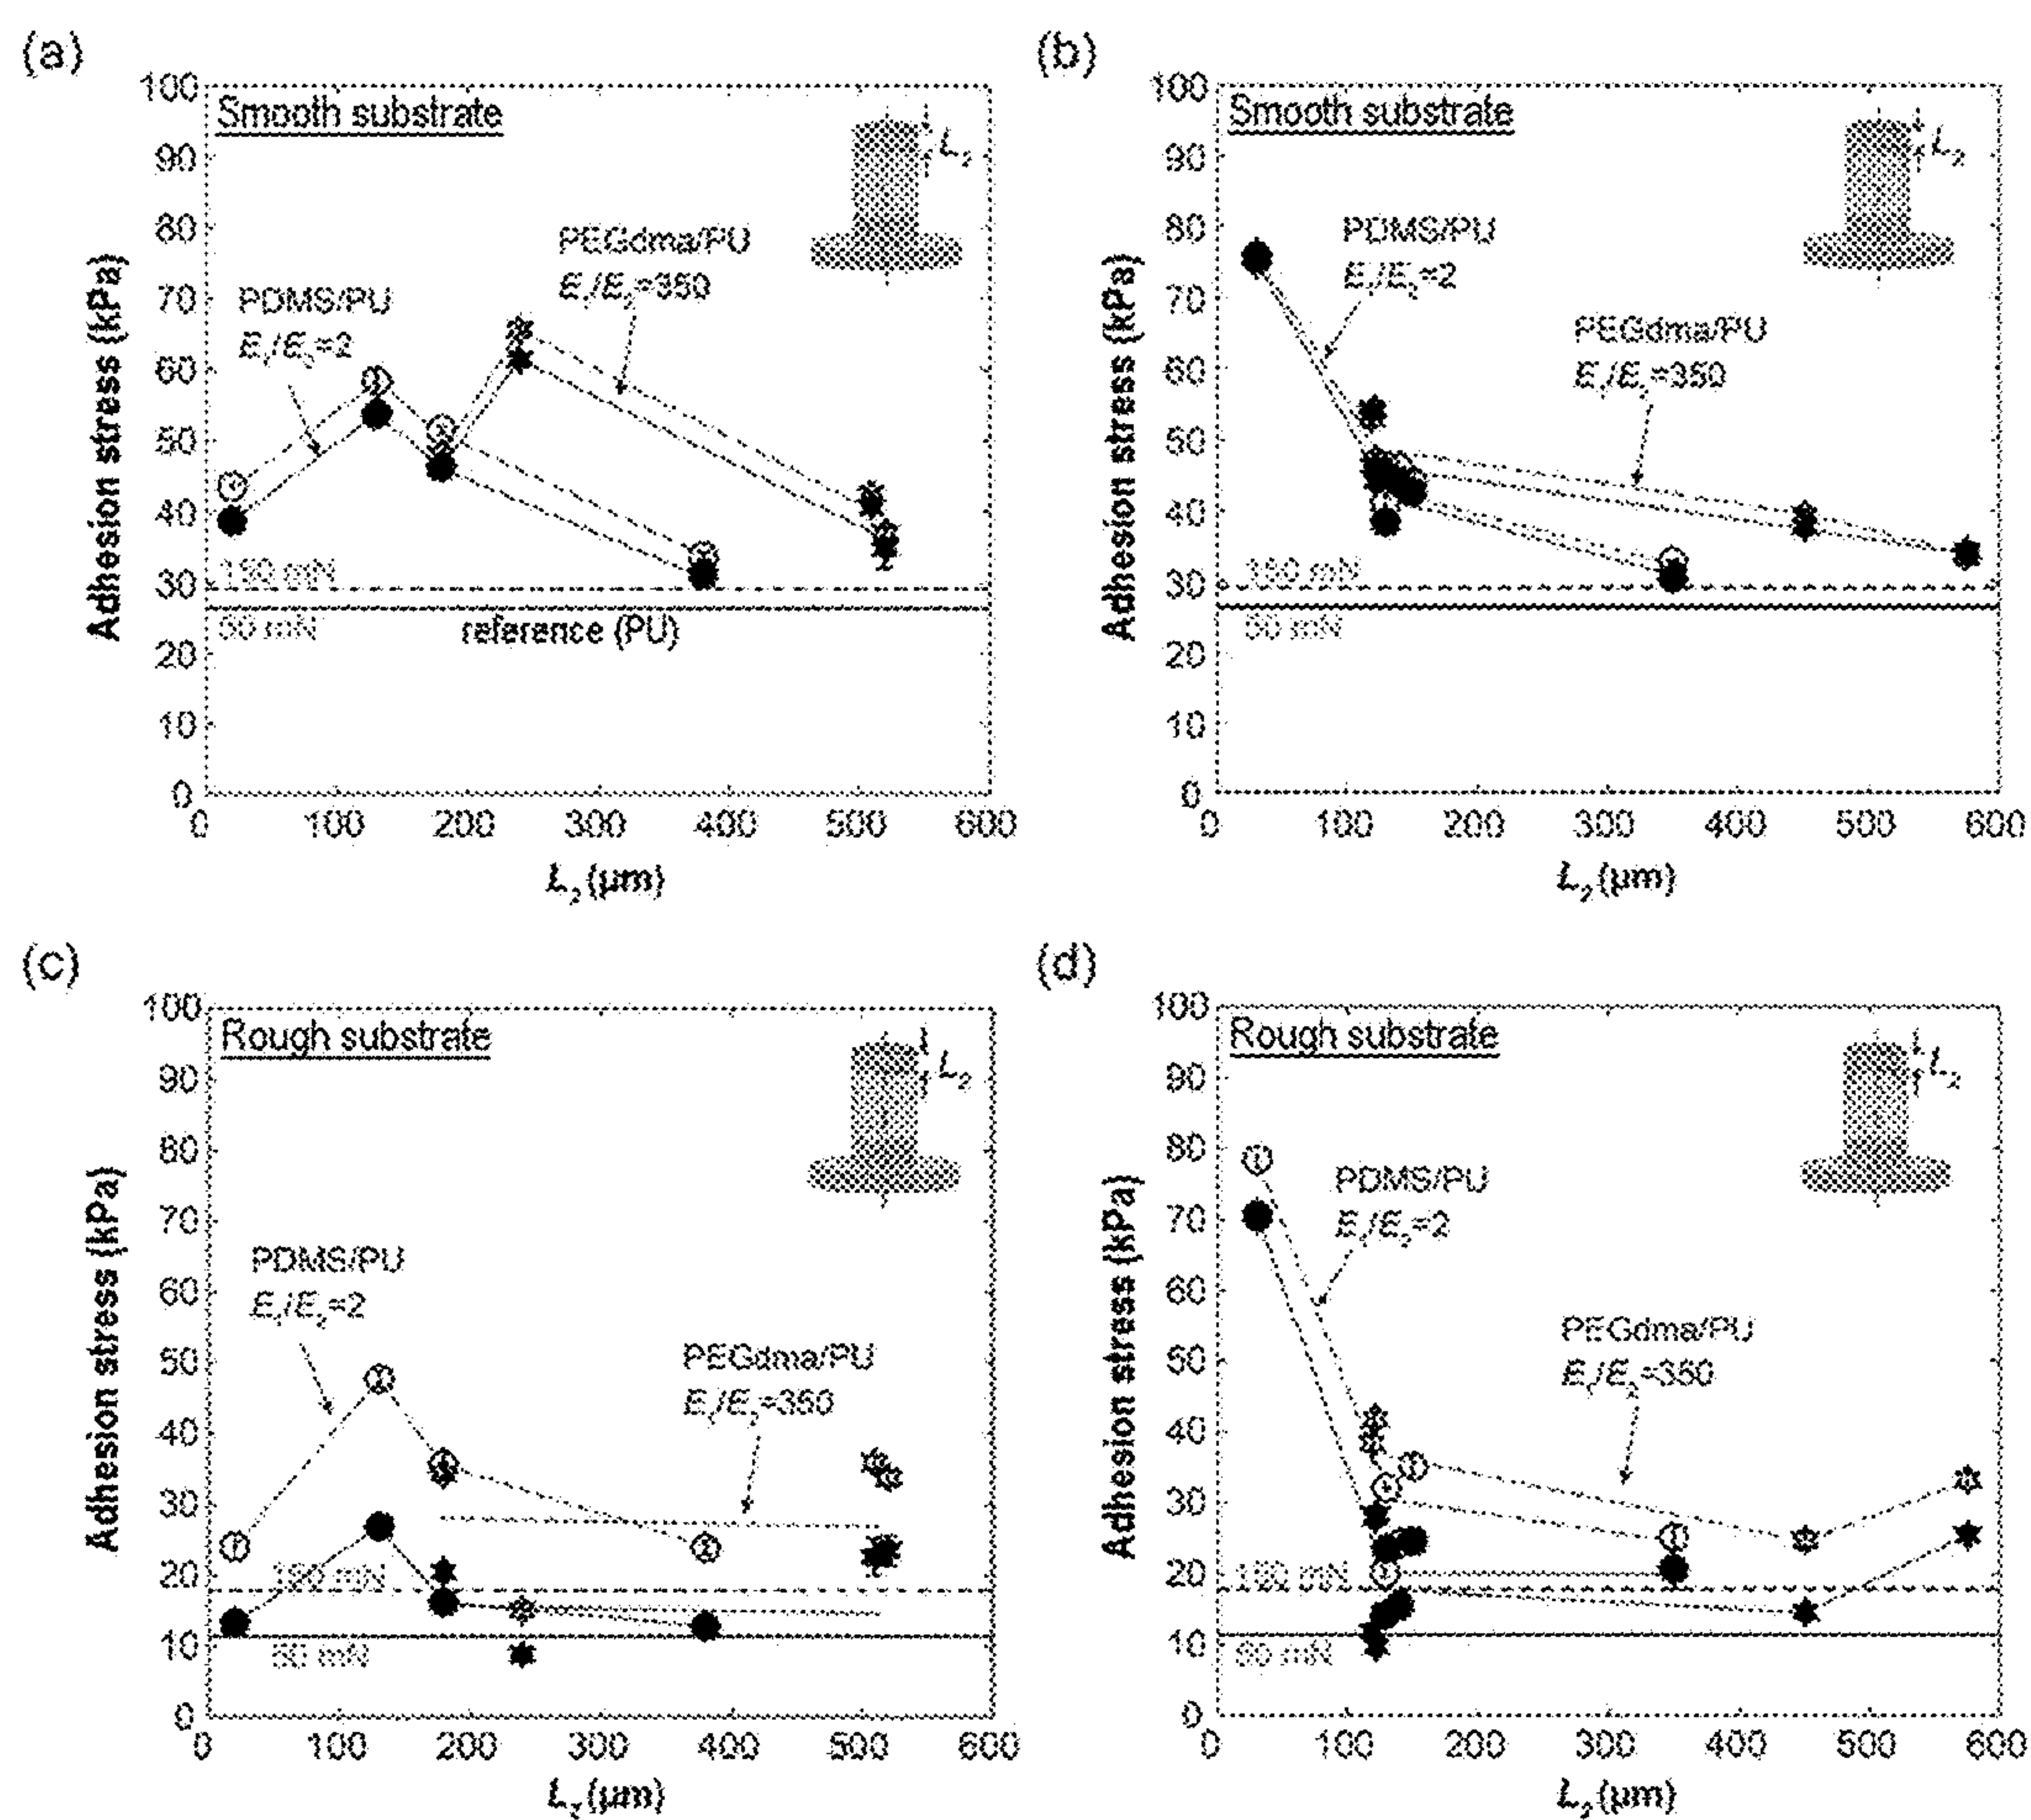 (a)
Smooth substrate
L2
PEGdma/PU
E1/E2=350
PDMS/PU
E1/E2=2
150 mN
50 mN
reference (PU)
Adhesion stress (kPa)
100
90
80
70
60
50
40
30
20
10
0
0 100 200 300 400 500 600
L2 (µm)
(b)
Smooth substrate
L2
PDMS/PU
E1/E2=2
PEGdma/PU
E1/E2=350
150 mN
50 mN
Adhesion stress (kPa)
100
90
80
70
60
50
40
30
20
10
0
0 100 200 300 400 500 600
L2 (µm)
(c)
Rough substrate
L2
PDMS/PU
E1/E2=2
PEGdma/PU
E1/E2=350
150 mN
50 mN
Adhesion stress (kPa)
100
90
80
70
60
50
40
30
20
10
0
0 100 200 300 400 500 600
L2 (µm)
(d)
Rough substrate
L2
PDMS/PU
E1/E2=2
PEGdma/PU
E1/E2=350
150 mN
50 mN
Adhesion stress (kPa)
100
90
80
70
60
50
40
30
20
10
0
0 100 200 300 400 500 600
L2 (µm)